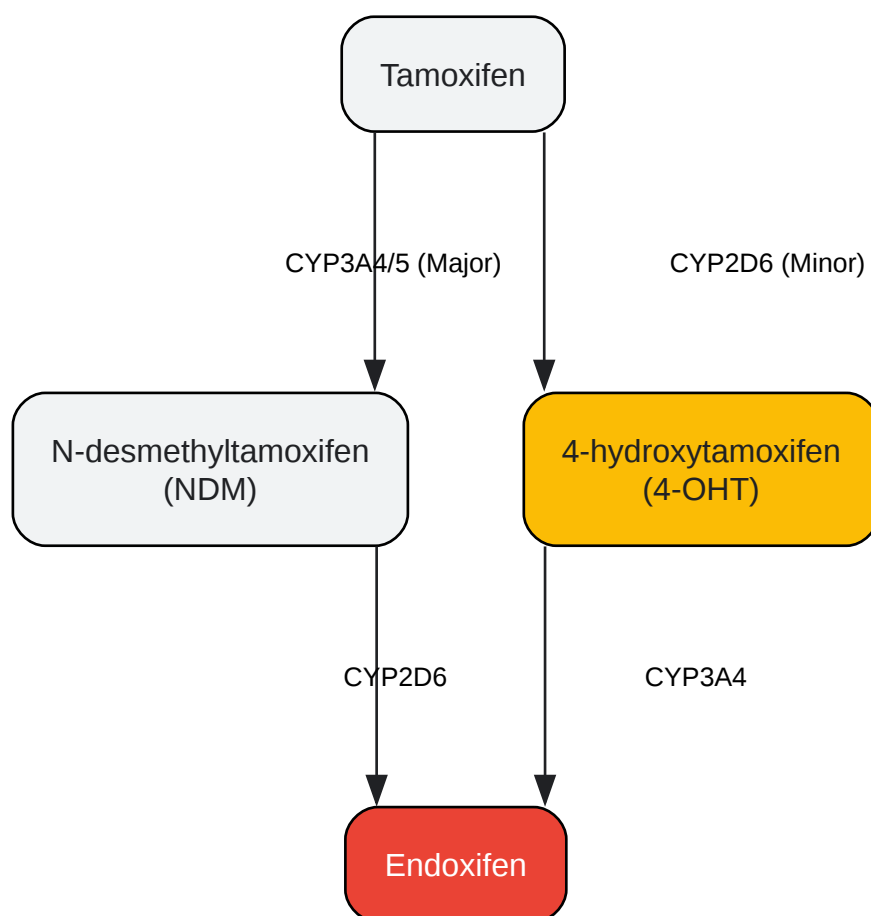 Tamoxifen
CYP3A4/5 (Major)
CYP2D6 (Minor)
N-desmethyltamoxifen
(NDM)
4-hydroxytamoxifen
(4-OHT)
CYP2D6
CYP3A4
Endoxifen